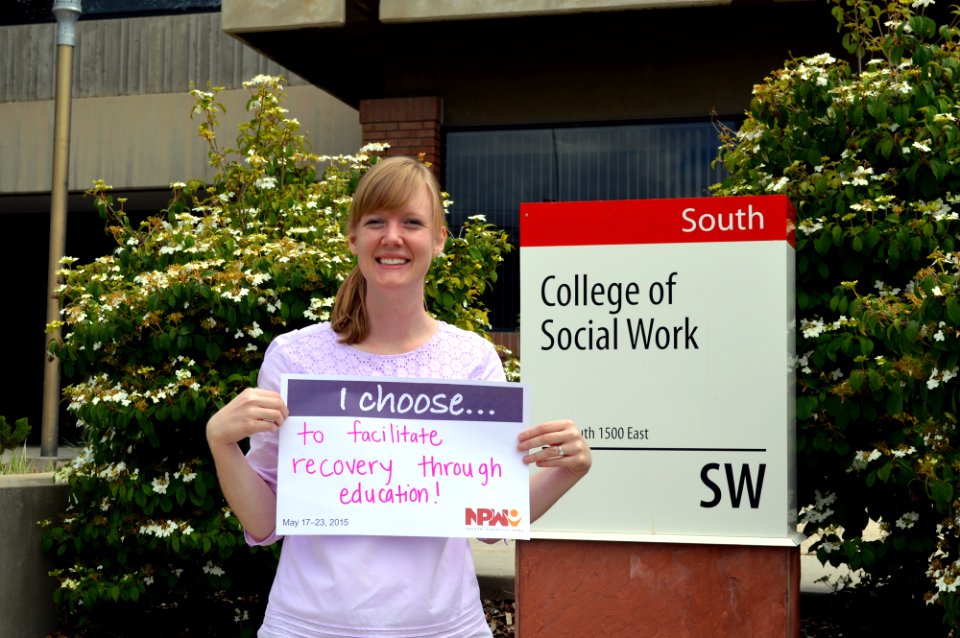 South
College of
Social Work
uth 1500 East
SW
I choose...
to facilitate
recovery through
education!
May 17–23, 2015
NPW